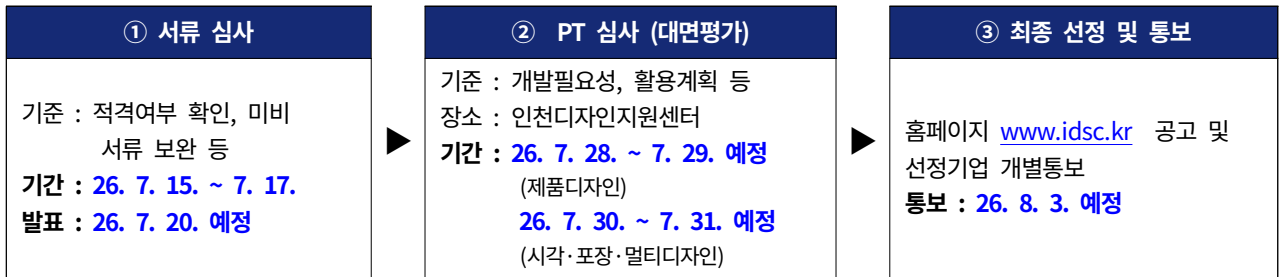 ① 서류 심사
기준 : 적격여부 확인, 미비
서류 보완 등
기간 : 26. 7. 15. ~ 7. 17.
발표 : 26. 7. 20. 예정
▶
② PT 심사 (대면평가)
기준 : 개발필요성, 활용계획 등
장소 : 인천디자인지원센터
기간 : 26. 7. 28. ~ 7. 29. 예정
(제품디자인)
26. 7. 30. ~ 7. 31. 예정
(시각·포장·멀티디자인)
▶
③ 최종 선정 및 통보
홈페이지 www.idsc.kr 공고 및
선정기업 개별통보
통보 : 26. 8. 3. 예정